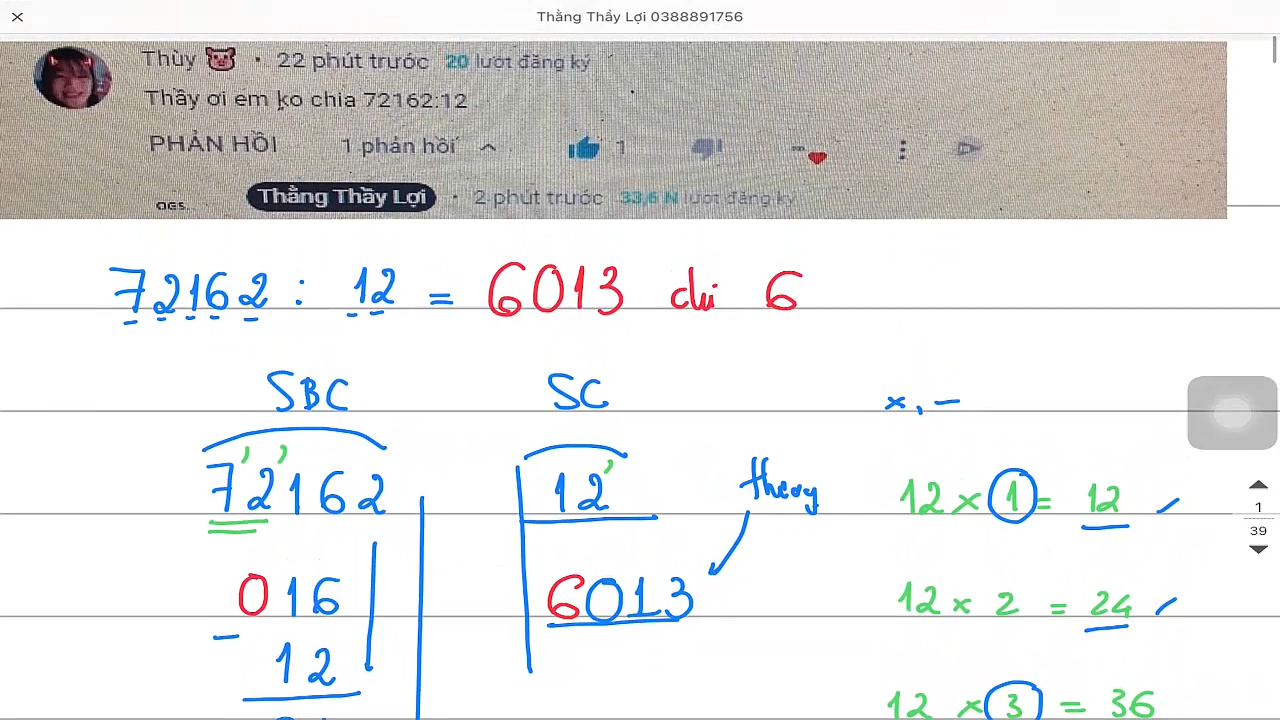 Thằng Thầy Lợi 0388891756
Thùy 🐷 · 22 phút trước 20 lượt đăng ký
Thầy ơi em ko chia 72162:12
PHẢN HỒI 1 phản hồi 1
Thằng Thầy Lợi · 2 phút trước 33,6 N lượt đăng ký
72162 : 12 = 6013 dư 6
SBC SC ×, −
72162 12 thương 12 × 1 = 12
016 6013 12 × 2 = 24
− 12 12 × 3 = 36
1
39